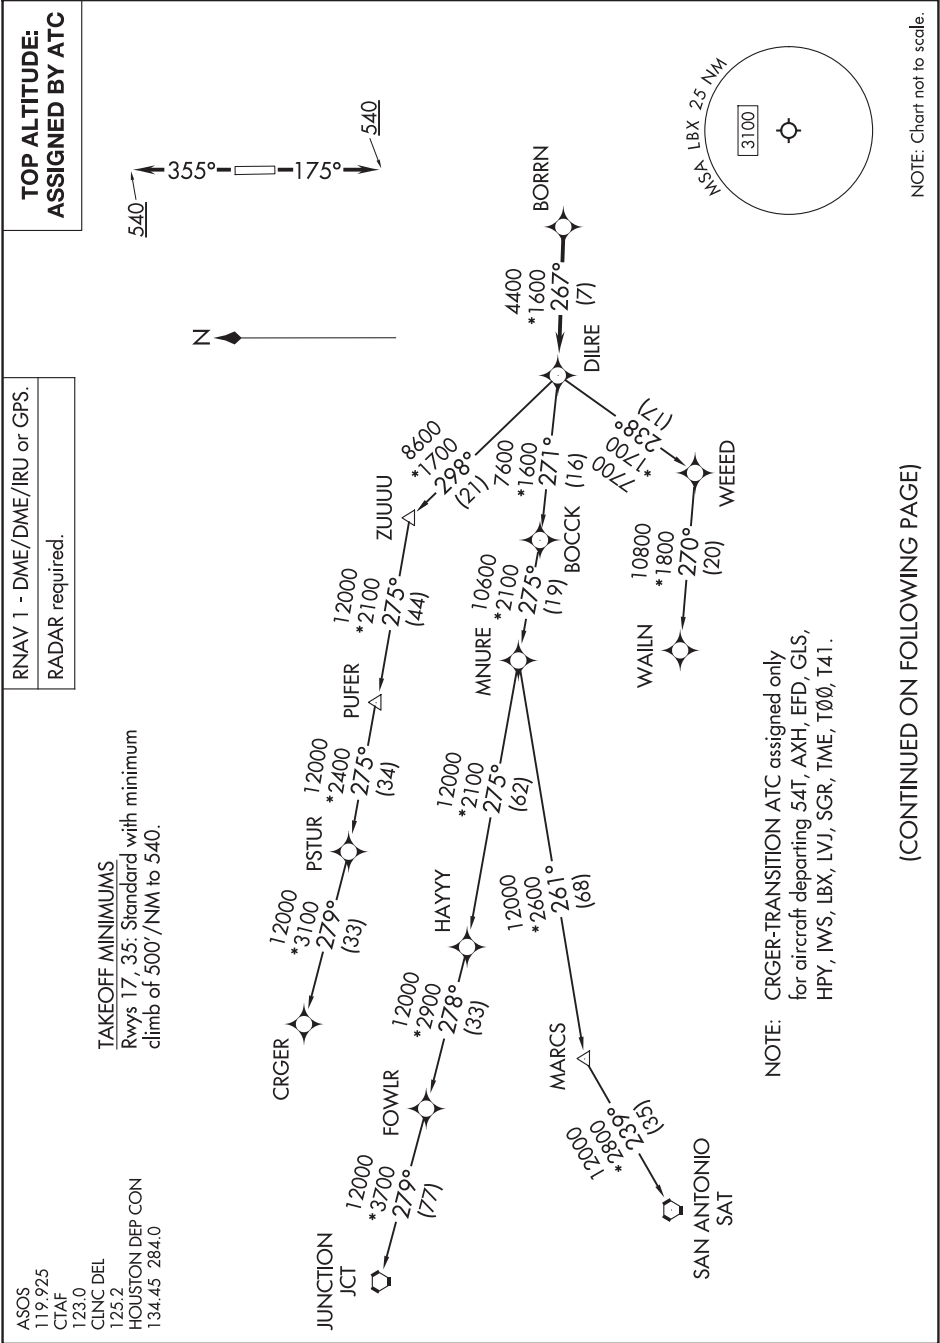 ASOS
119.925
CTAF
123.0
CLNC DEL
125.2
HOUSTON DEP CON
134.45 284.0
TAKEOFF MINIMUMS
Rwys 17, 35: Standard with minimum
climb of 500'/NM to 540.
RNAV 1 - DME/DME/IRU or GPS.
RADAR required.
TOP ALTITUDE:
ASSIGNED BY ATC
540
355°
175°
540
N
CRGER
12000
*3100
279°
(33)
PSTUR
12000
*2400
275°
(34)
PUFER
12000
*2100
275°
(44)
ZUUUU
8600
*1700
298°
(21)
JUNCTION
JCT
12000
*3700
279°
(77)
FOWLR
12000
*2900
278°
(33)
HAYYY
12000
*2100
275°
(62)
MNURE
10600
*2100
275°
(19)
BOCCK
7600
*1600
271°
(16)
DILRE
4400
*1600
267°
(7)
BORRN
SAN ANTONIO
SAT
12000
*2800
239°
(35)
MARCS
12000
*2600
261°
(68)
WAILN
10800
*1800
270°
(20)
WEEED
7700
*1700
238°
(17)
MSA LBX 25 NM
3100
NOTE: CRGER-TRANSITION ATC assigned only
for aircraft departing 54T, AXH, EFD, GLS,
HPY, IWS, LBX, LVJ, SGR, TME, TØØ, T41.
NOTE: Chart not to scale.
(CONTINUED ON FOLLOWING PAGE)